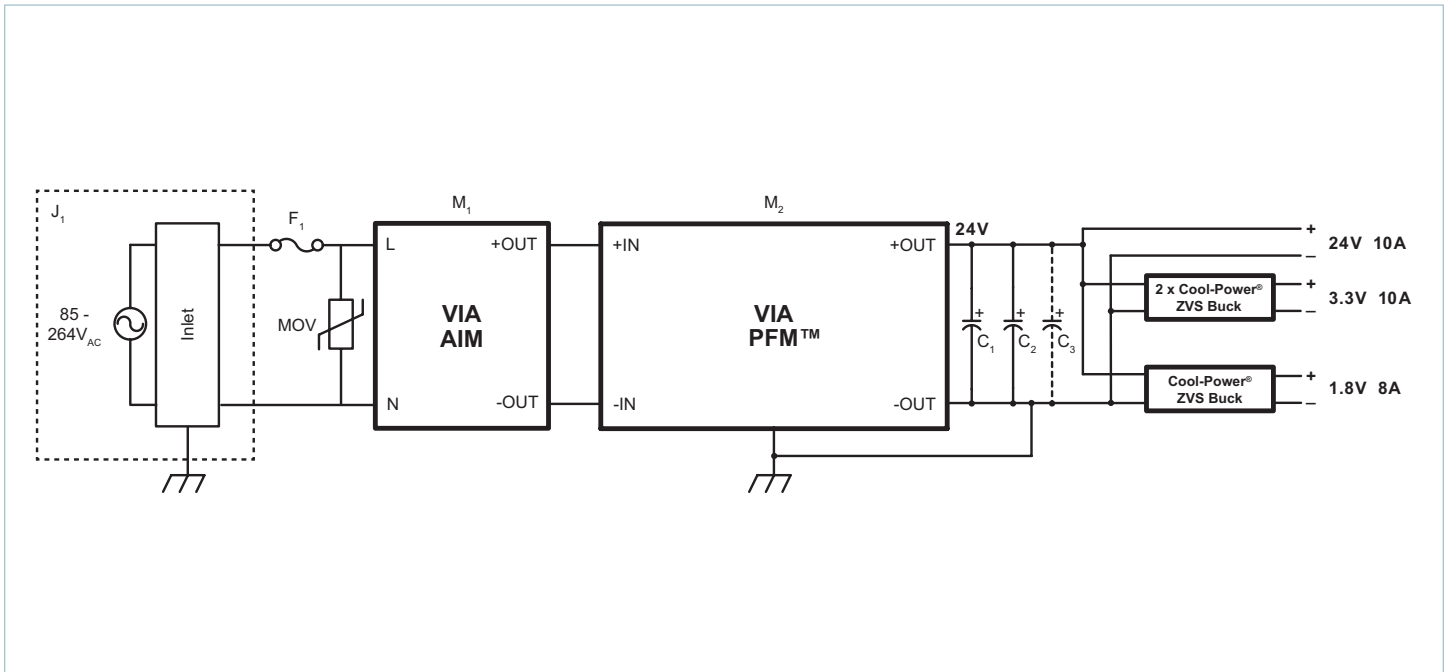 J1
85 -
264VAC
Inlet
F1
MOV
M1
L
+OUT
VIA
AIM
N
-OUT
M2
+IN
+OUT
VIA
PFM™
-IN
-OUT
24V
+
C1
+
C2
+
C3
+
24V 10A
–
2 x Cool-Power®
ZVS Buck
+
3.3V 10A
–
Cool-Power®
ZVS Buck
+
1.8V 8A
–